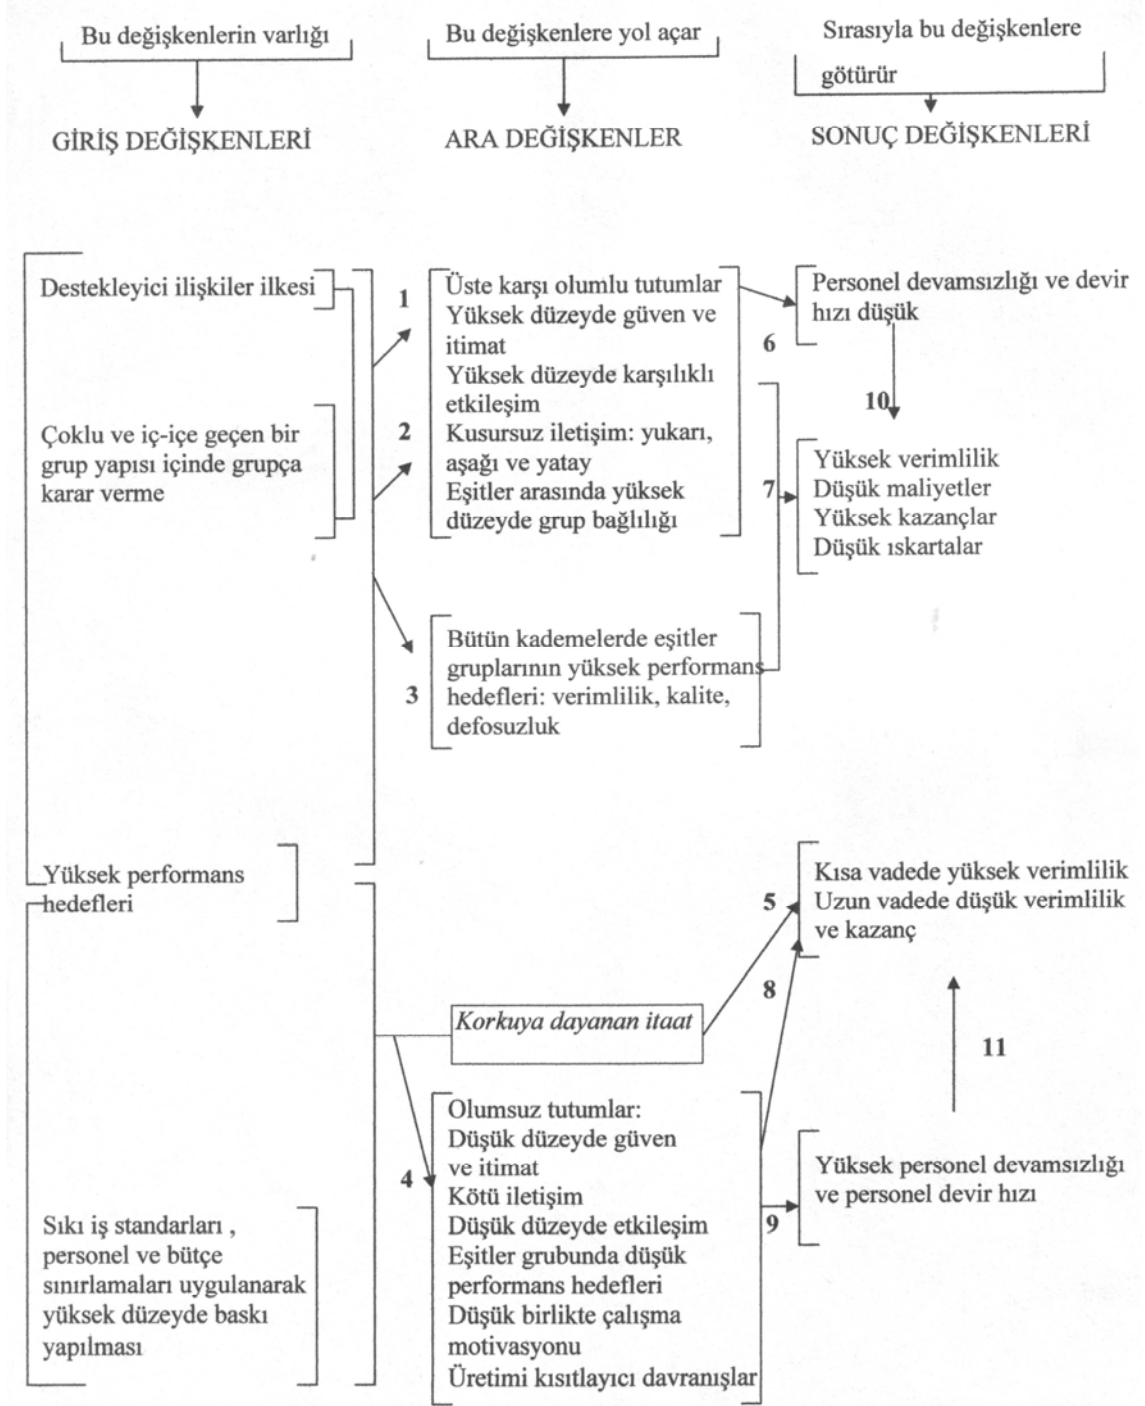 Bu değişkenlerin varlığı
Bu değişkenlere yol açar
Sırasıyla bu değişkenlere
götürür
GİRİŞ DEĞİŞKENLERİ
ARA DEĞİŞKENLER
SONUÇ DEĞİŞKENLERİ
Destekleyici ilişkiler ilkesi
Çoklu ve iç-içe geçen bir
grup yapısı içinde grupça
karar verme
Yüksek performans
hedefleri
Sıkı iş standarları ,
personel ve bütçe
sınırlamaları uygulanarak
yüksek düzeyde baskı
yapılması
1
2
3
4
Üste karşı olumlu tutumlar
Yüksek düzeyde güven ve
itimat
Yüksek düzeyde karşılıklı
etkileşim
Kusursuz iletişim: yukarı,
aşağı ve yatay
Eşitler arasında yüksek
düzeyde grup bağlılığı
Bütün kademelerde eşitler
gruplarının yüksek performans
hedefleri: verimlilik, kalite,
defosuzluk
Korkuya dayanan itaat
Olumsuz tutumlar:
Düşük düzeyde güven
ve itimat
Kötü iletişim
Düşük düzeyde etkileşim
Eşitler grubunda düşük
performans hedefleri
Düşük birlikte çalışma
motivasyonu
Üretimi kısıtlayıcı davranışlar
6
7
5
8
9
Personel devamsızlığı ve devir
hızı düşük
10
Yüksek verimlilik
Düşük maliyetler
Yüksek kazançlar
Düşük ıskartalar
Kısa vadede yüksek verimlilik
Uzun vadede düşük verimlilik
ve kazanç
11
Yüksek personel devamsızlığı
ve personel devir hızı